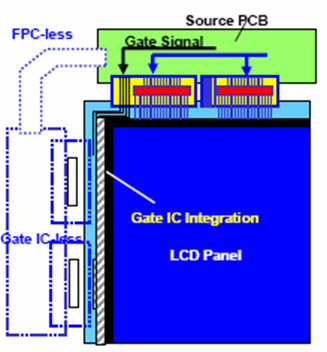 Source PCB
FPC-less
Gate Signal
Gate IC Integration
Gate IC-less
LCD Panel